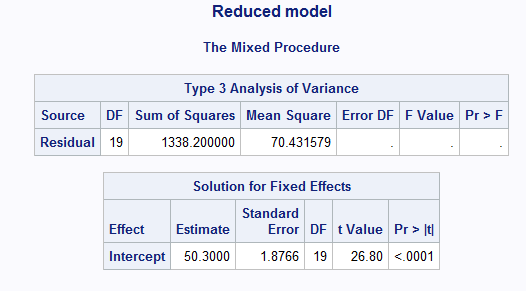 Reduced model
The Mixed Procedure
Type 3 Analysis of Variance
Source DF Sum of Squares Mean Square Error DF F Value Pr > F
Residual 19 1338.200000 70.431579 . . .
Solution for Fixed Effects
Effect Estimate Standard Error DF t Value Pr > |t|
Intercept 50.3000 1.8766 19 26.80 <.0001